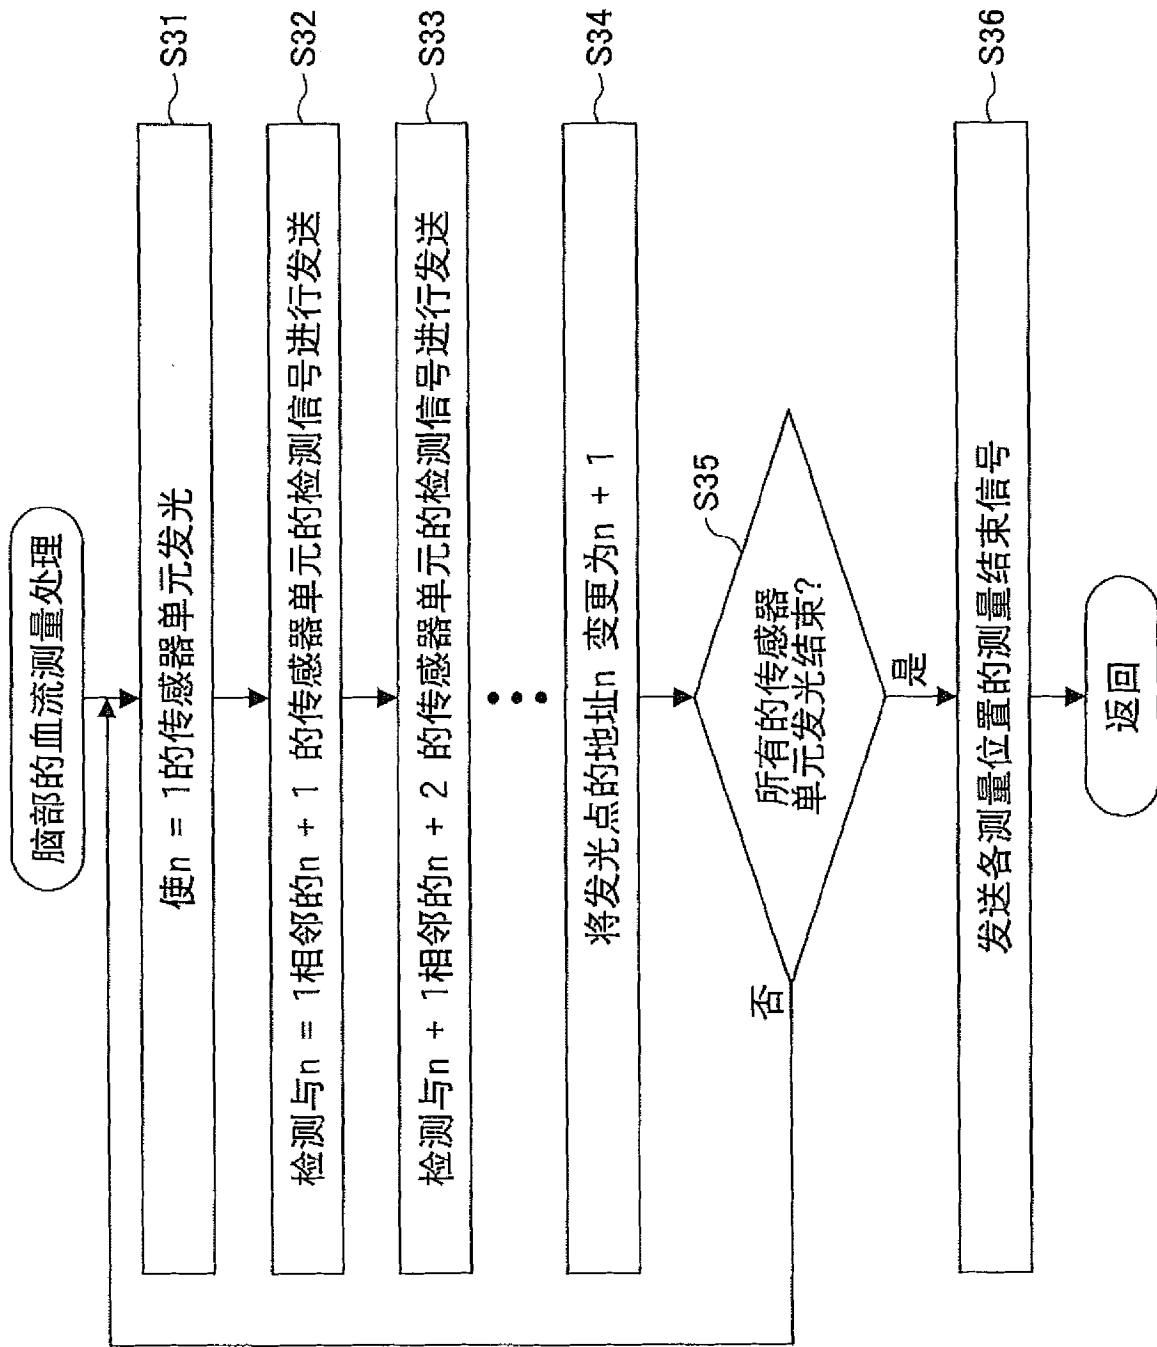 脑部的血流测量处理
使n = 1的传感器单元发光
S31
检测与n = 1相邻的n + 1 的传感器单元的检测信号进行发送
S32
检测与n + 1相邻的n + 2 的传感器单元的检测信号进行发送
S33
•••
将发光点的地址n 变更为n + 1
S34
所有的传感器
单元发光结束?
S35
否
是
发送各测量位置的测量结束信号
S36
返回